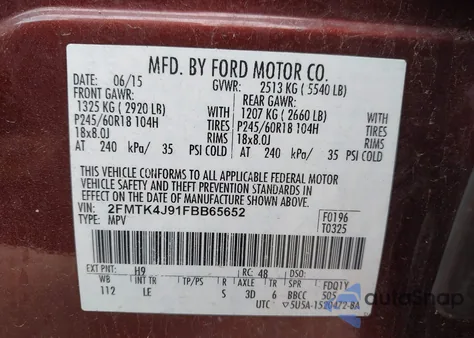 MFD. BY FORD MOTOR CO.
DATE: 06/15 GVWR: 2513 KG ( 5540 LB)
FRONT GAWR: REAR GAWR:
1325 KG ( 2920 LB) 1207 KG ( 2660 LB)
P245/60R18 104H TIRES P245/60R18 104H
18x8.0J RIMS 18x8.0J
AT 240 kPa/ 35 PSI COLD AT 240 kPa/ 35 PSI COLD
THIS VEHICLE CONFORMS TO ALL APPLICABLE FEDERAL MOTOR
VEHICLE SAFETY AND THEFT PREVENTION STANDARDS IN
EFFECT ON THE DATE OF MANUFACTURE SHOWN ABOVE.
VIN: 2FMTK4J91FBB65652 F0196
TYPE: MPV T0325
EXT PNT: H9 RC: 48 DSO: FDQ1Y
WB INT TR TP/PS R AXLE TR SPR 505
112 LE S 3D 6 BBCC
UTC 5U5A-1520472-BA
autoSnap